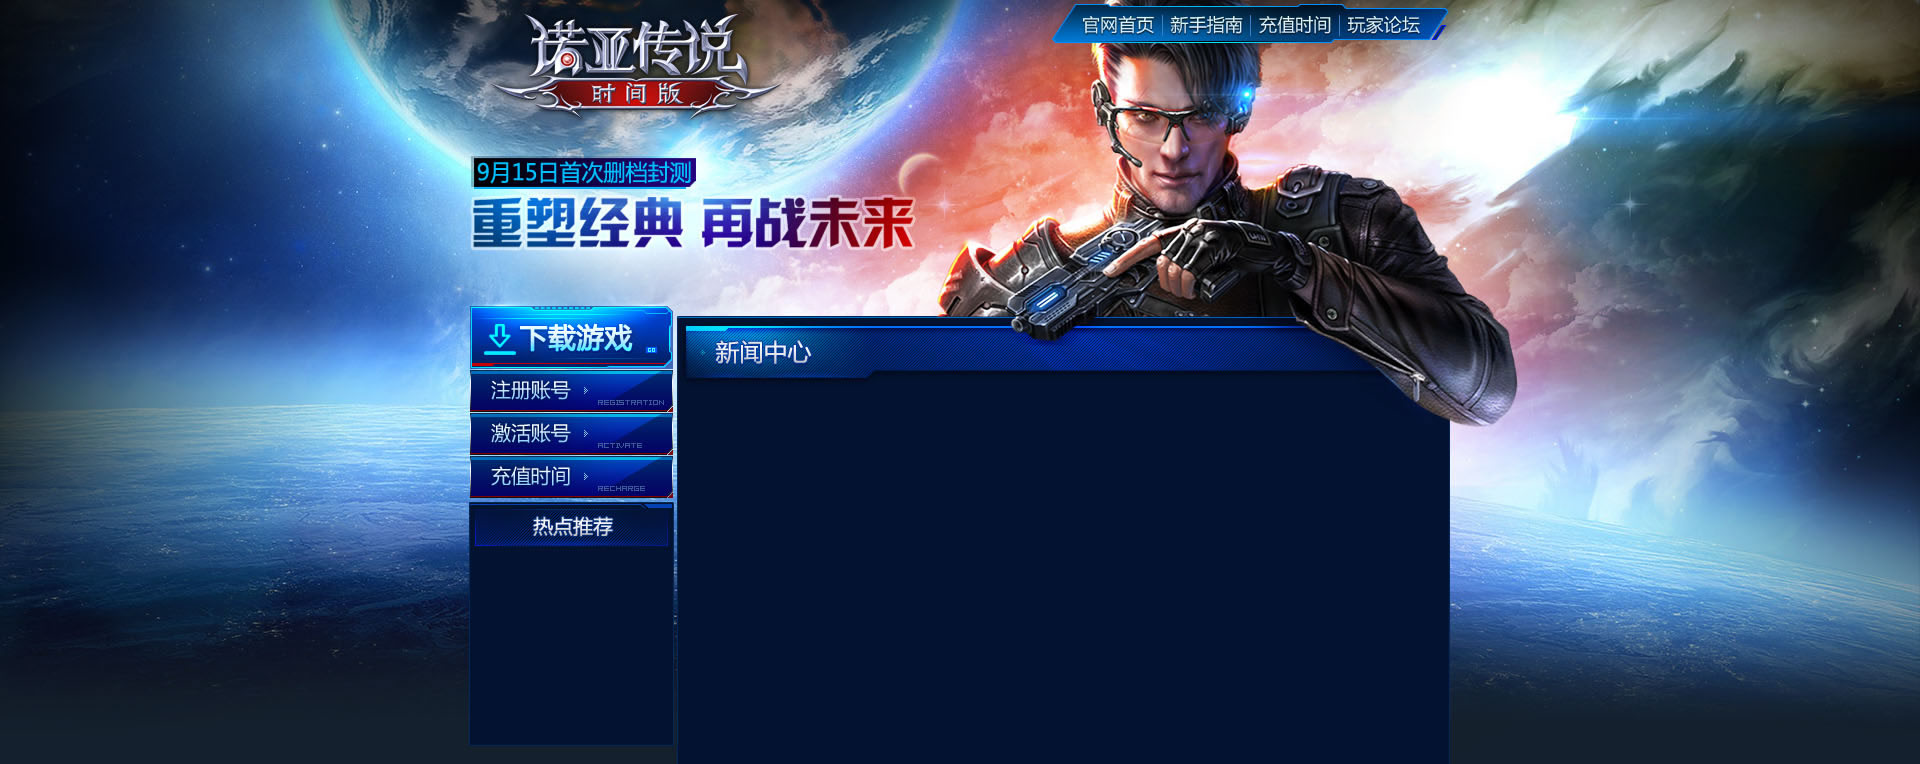 诺亚传说
时间版
官网首页 新手指南 充值时间 玩家论坛
9月15日首次删档封测
重塑经典 再战未来
下载游戏
GO
注册账号
REGISTRATION
激活账号
ACTIVATE
充值时间
RECHARGE
热点推荐
新闻中心